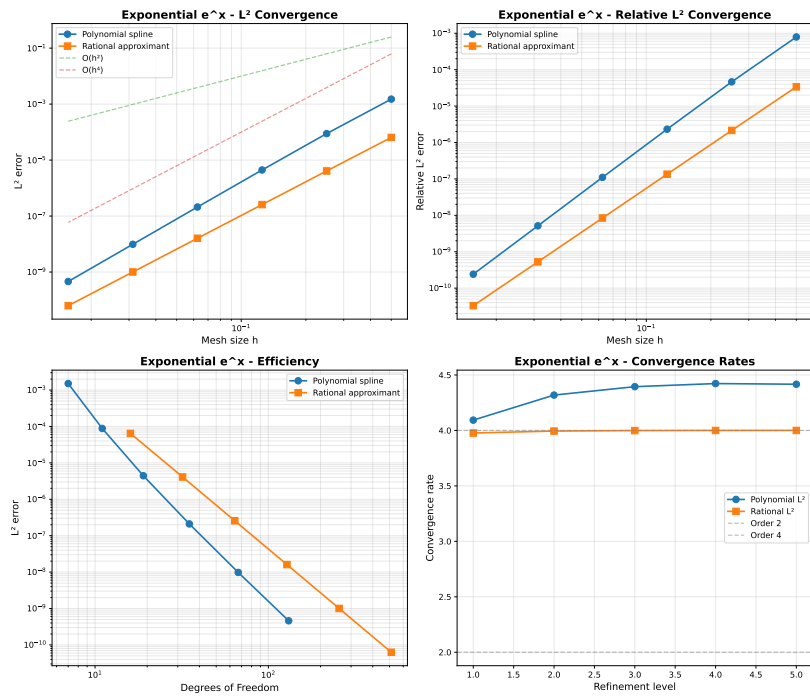 Exponential e^x - L² Convergence
Polynomial spline
Rational approximant
O(h²)
O(h⁴)
10⁻¹
10⁻³
10⁻⁵
10⁻⁷
10⁻⁹
L² error
10⁻¹
Mesh size h
Exponential e^x - Relative L² Convergence
Polynomial spline
Rational approximant
10⁻³
10⁻⁴
10⁻⁵
10⁻⁶
10⁻⁷
10⁻⁸
10⁻⁹
10⁻¹⁰
Relative L² error
10⁻¹
Mesh size h
Exponential e^x - Efficiency
Polynomial spline
Rational approximant
10⁻³
10⁻⁴
10⁻⁵
10⁻⁶
10⁻⁷
10⁻⁸
10⁻⁹
10⁻¹⁰
L² error
10¹ 10²
Degrees of Freedom
Exponential e^x - Convergence Rates
4.5
4.0
3.5
3.0
2.5
2.0
Convergence rate
Polynomial L²
Rational L²
Order 2
Order 4
1.0 1.5 2.0 2.5 3.0 3.5 4.0 4.5 5.0
Refinement level